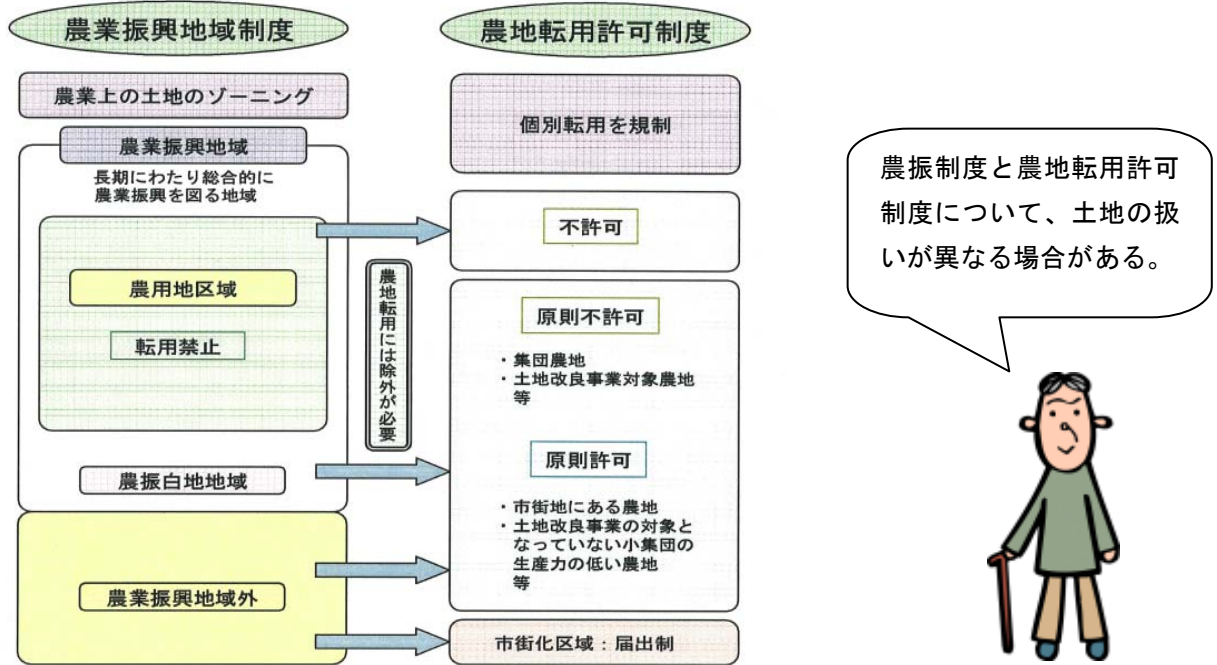 農業振興地域制度
農業上の土地のゾーニング
農業振興地域
長期にわたり総合的に
農業振興を図る地域
農用地区域
転用禁止
農振白地地域
農業振興地域外
農地転用には除外が必要
農地転用許可制度
個別転用を規制
不許可
原則不許可
・集団農地
・土地改良事業対象農地
等
原則許可
・市街地にある農地
・土地改良事業の対象と
なっていない小集団の
生産力の低い農地
等
市街化区域：届出制
農振制度と農地転用許可
制度について、土地の扱
いが異なる場合がある。